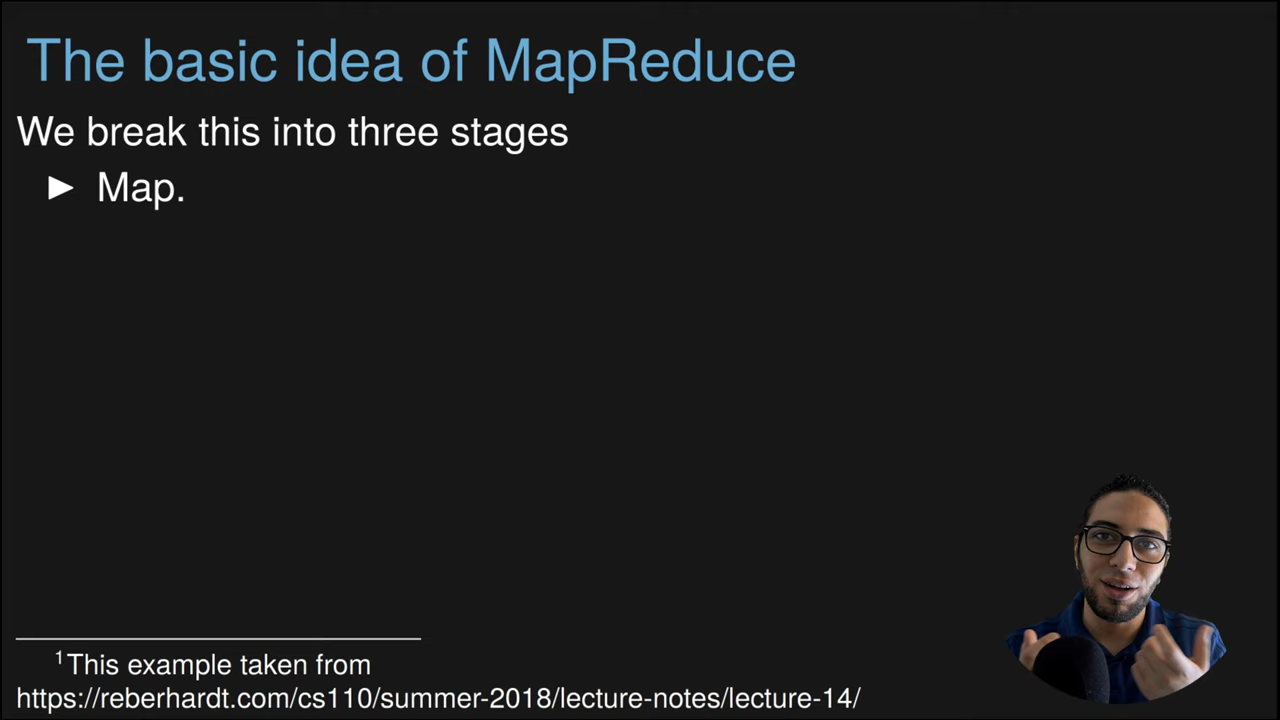 The basic idea of MapReduce
We break this into three stages
▶ Map.
¹This example taken from
https://reberhardt.com/cs110/summer-2018/lecture-notes/lecture-14/